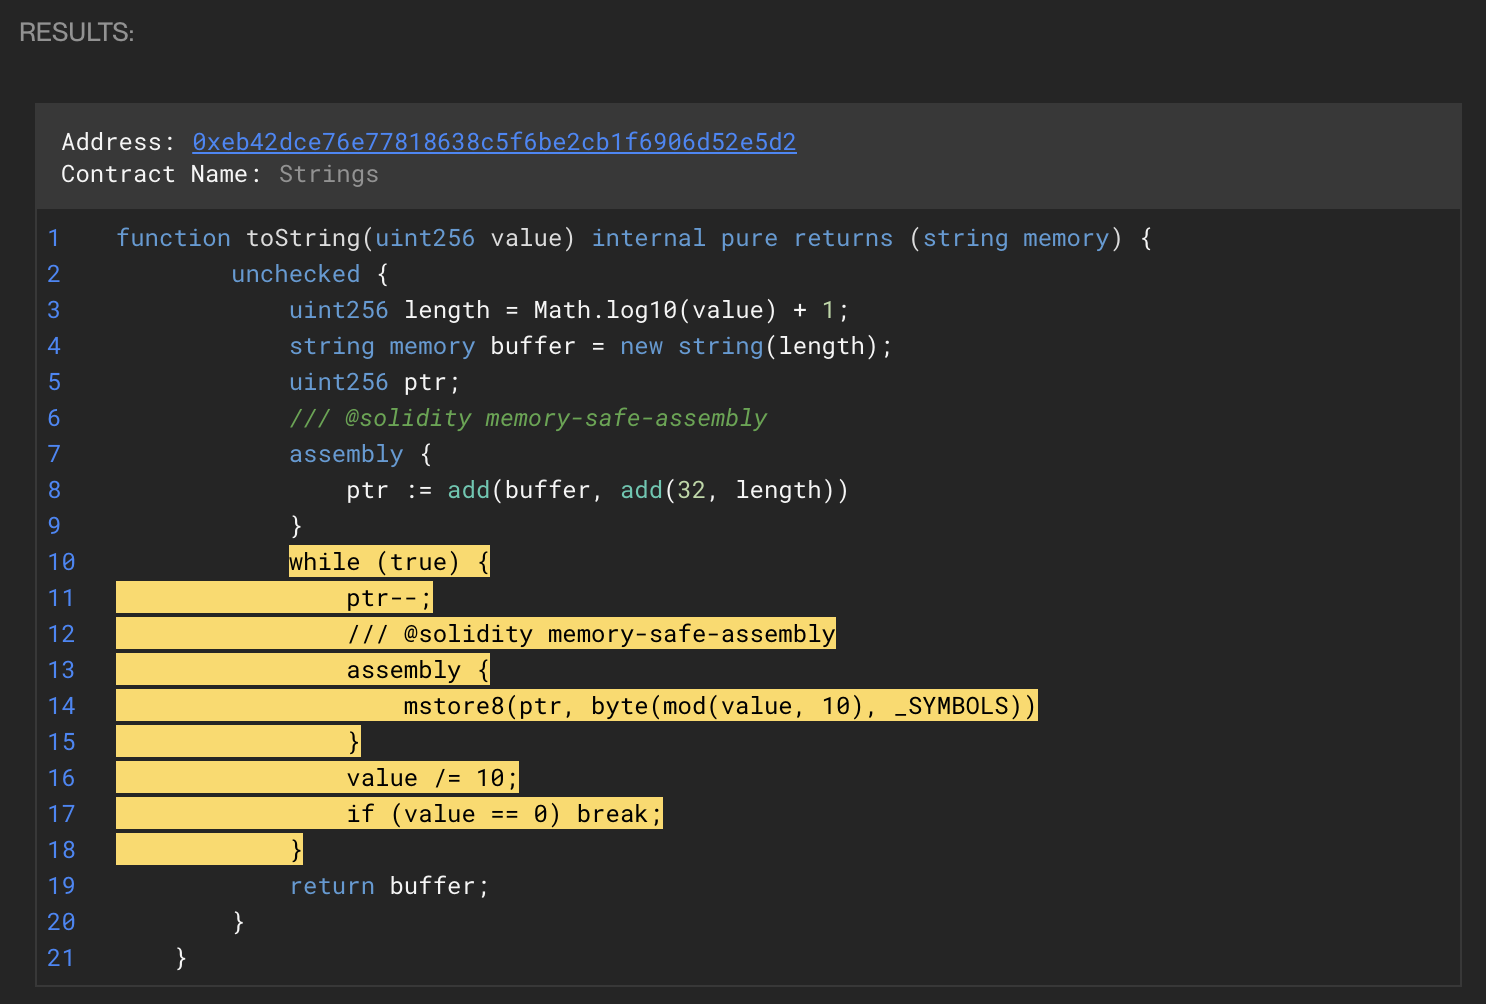 RESULTS:
Address: 0xeb42dce76e77818638c5f6be2cb1f6906d52e5d2
Contract Name: Strings
1 function toString(uint256 value) internal pure returns (string memory) {
2 unchecked {
3 uint256 length = Math.log10(value) + 1;
4 string memory buffer = new string(length);
5 uint256 ptr;
6 /// @solidity memory-safe-assembly
7 assembly {
8 ptr := add(buffer, add(32, length))
9 }
10 while (true) {
11 ptr--;
12 /// @solidity memory-safe-assembly
13 assembly {
14 mstore8(ptr, byte(mod(value, 10), _SYMBOLS))
15 }
16 value /= 10;
17 if (value == 0) break;
18 }
19 return buffer;
20 }
21 }